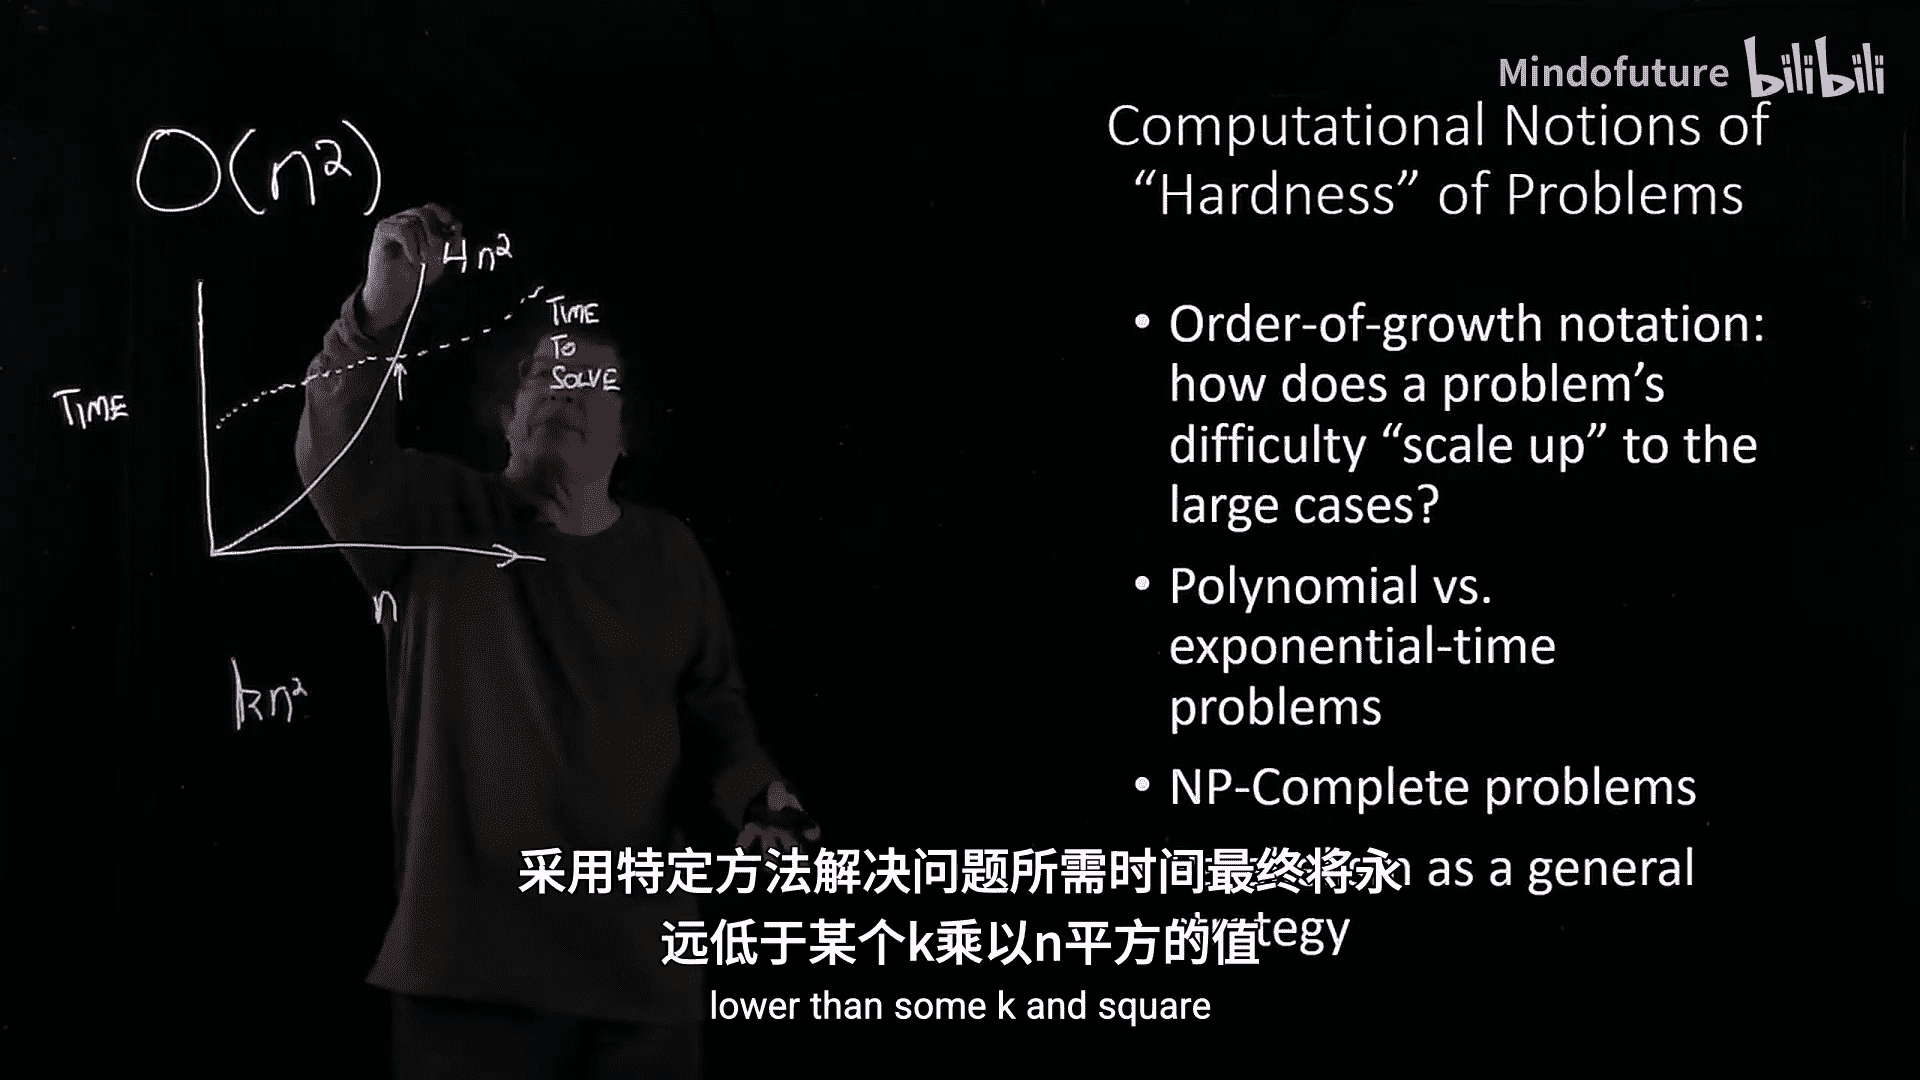 Mindofuture bilibili
Computational Notions of
“Hardness” of Problems
O(n²)
4n²
TIME
TO
SOLVE
TIME
n
kn²
• Order-of-growth notation:
how does a problem’s
difficulty “scale up” to the
large cases?
• Polynomial vs.
exponential-time
problems
• NP-Complete problems
as a general
采用特定方法解决问题所需时间最终将永
远低于某个k乘以n平方的值
lower than some k and square